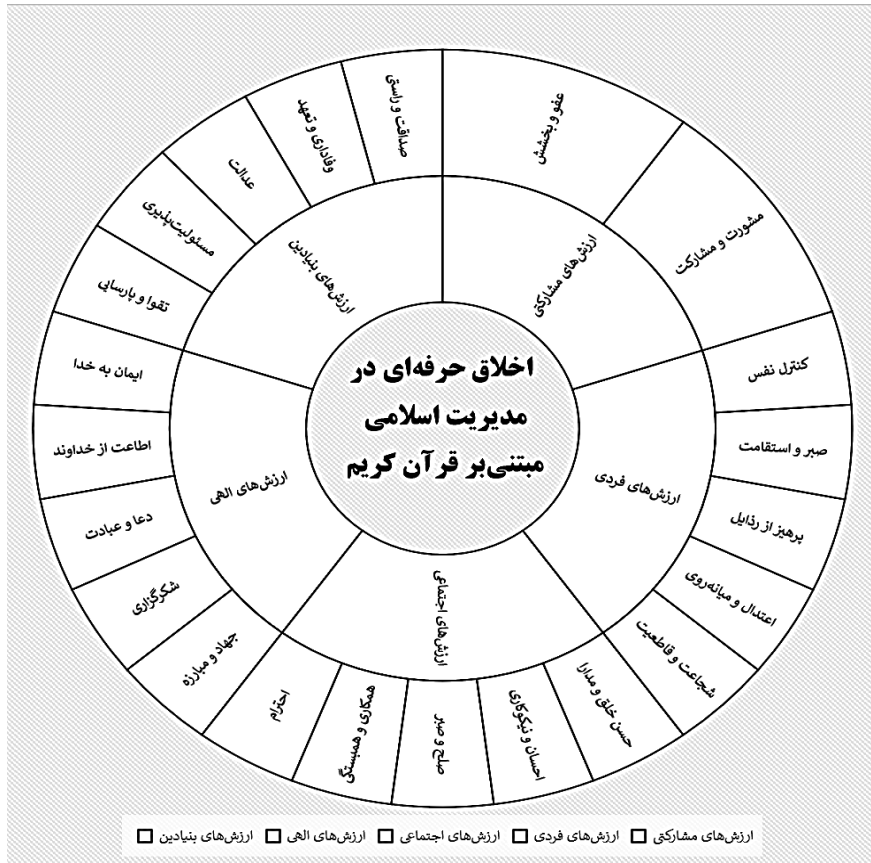 اخلاق حرفه‌ای در
مدیریت اسلامی
مبتنی‌بر قرآن کریم
ارزش‌های مشارکتی
عفو و بخشش
مشورت و مشارکت
ارزش‌های فردی
کنترل نفس
صبر و استقامت
پرهیز از رذایل
اعتدال و میانه‌روی
شجاعت و قاطعیت
ارزش‌های اجتماعی
حسن خلق و مدارا
احسان و نیکوکاری
صلح و صبر
همکاری و همبستگی
احترام
ارزش‌های الهی
جهاد و مبارزه
شکرگزاری
دعا و عبادت
اطاعت از خداوند
ایمان به خدا
ارزش‌های بنیادین
تقوا و پارسایی
مسئولیت‌پذیری
عدالت
وفاداری و تعهد
صداقت و راستی
ارزش‌های مشارکتی ارزش‌های فردی ارزش‌های اجتماعی ارزش‌های الهی ارزش‌های بنیادین